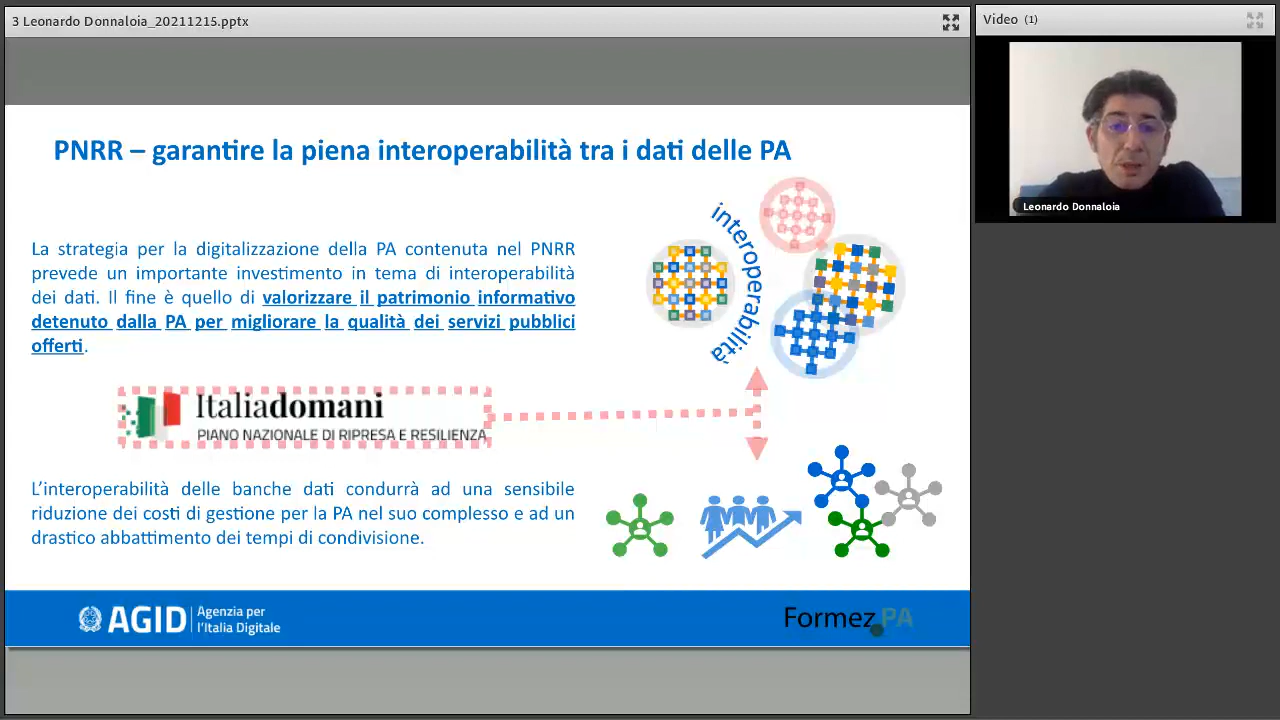 3 Leonardo Donnaloia_20211215.pptx
Video (1)
Leonardo Donnaloia
PNRR – garantire la piena interoperabilità tra i dati delle PA
La strategia per la digitalizzazione della PA contenuta nel PNRR
prevede un importante investimento in tema di interoperabilità
dei dati. Il fine è quello di valorizzare il patrimonio informativo
detenuto dalla PA per migliorare la qualità dei servizi pubblici
offerti.
interoperabilità
Italiadomani
PIANO NAZIONALE DI RIPRESA E RESILIENZA
L’interoperabilità delle banche dati condurrà ad una sensibile
riduzione dei costi di gestione per la PA nel suo complesso e ad un
drastico abbattimento dei tempi di condivisione.
AGID
Agenzia per
l’Italia Digitale
Formez PA